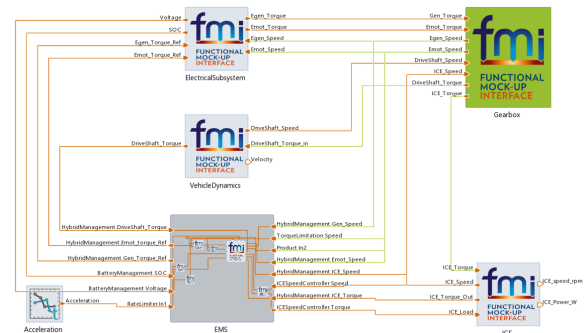 Voltage
SOC
Egen_Torque_Ref
Emot_Torque_Ref
fmi
FUNCTIONAL
MOCK-UP
INTERFACE
Egen_Torque
Emot_Torque
Egen_Speed
Emot_Speed
ElectricalSubsystem
Gen_Torque
Emot_Torque
Egen_Speed
Emot_Speed
DriveShaft_Speed
ICE_Speed
DriveShaft_Torque
ICE_Torque
fmi
FUNCTIONAL
MOCK-UP
INTERFACE
Gearbox
DriveShaft_Torque
fmi
FUNCTIONAL
MOCK-UP
INTERFACE
DriveShaft_Speed
DriveShaft_Torque_in
Velocity
VehicleDynamics
HybridManagement.DriveShaft_Torque
HybridManagement.Emot_torque_Ref
HybridManagement.Gen_Torque_Ref
BatteryManagement.SOC
BatteryManagement.Voltage
RateLimiter.In1
fmi
HybridManagement.Gen_Speed
TorqueLimitation.Speed
Product.In2
HybridManagement.Emot_Speed
HybridManagement.ICE_Speed
ICESpeedController.Speed
HybridManagement.ICE_Torque
ICESpeedController.Torque
EMS
Acceleration
Acceleration
ICE_Torque
ICE_Speed
ICE_Torque_Out
ICE_Load
fmi
FUNCTIONAL
MOCK-UP
INTERFACE
ICE_speed_rpm
ICE_Power_W
ICE